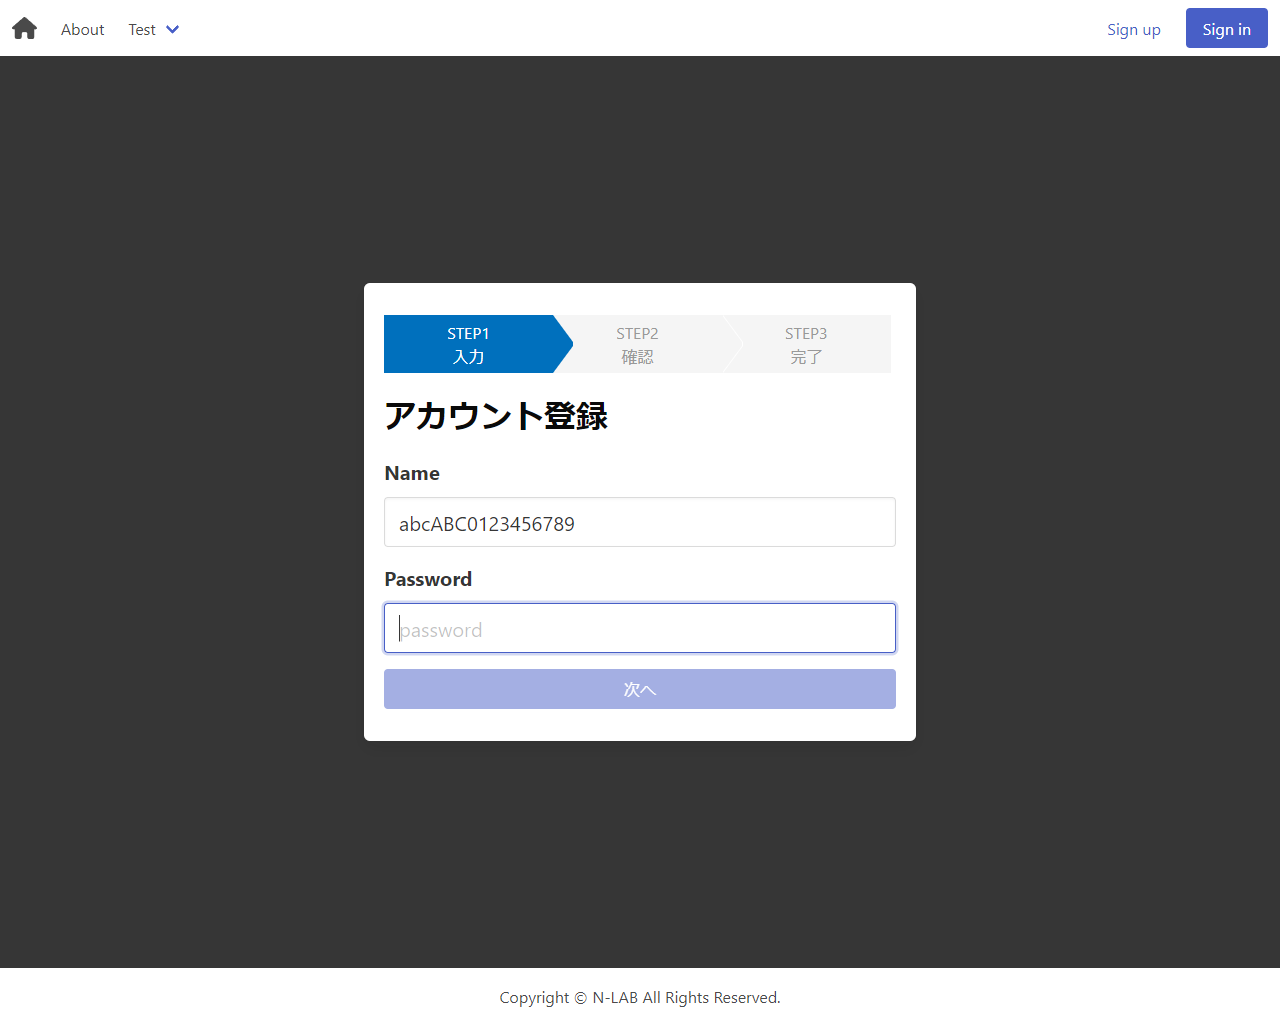 About
Test
Sign up
Sign in
STEP1
入力
STEP2
確認
STEP3
完了
アカウント登録
Name
abcABC0123456789
Password
password
次へ
Copyright © N-LAB All Rights Reserved.